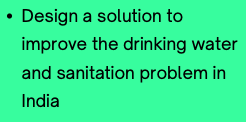 • Design a solution to
improve the drinking water
and sanitation problem in
India